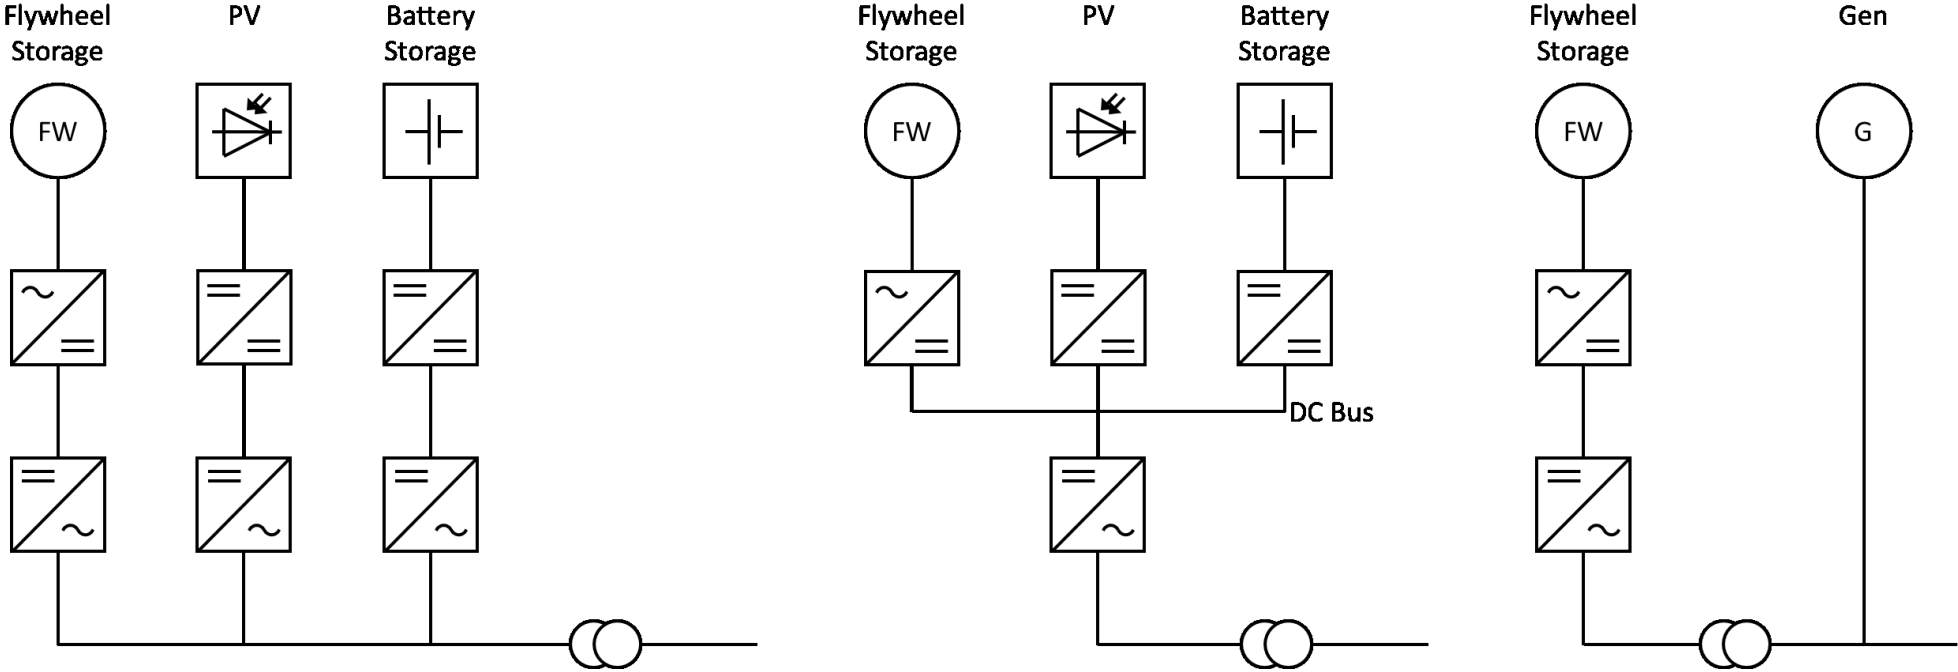 Flywheel
Storage
PV
Battery
Storage
Flywheel
Storage
PV
Battery
Storage
Flywheel
Storage
Gen
FW
FW
FW
G
DC Bus